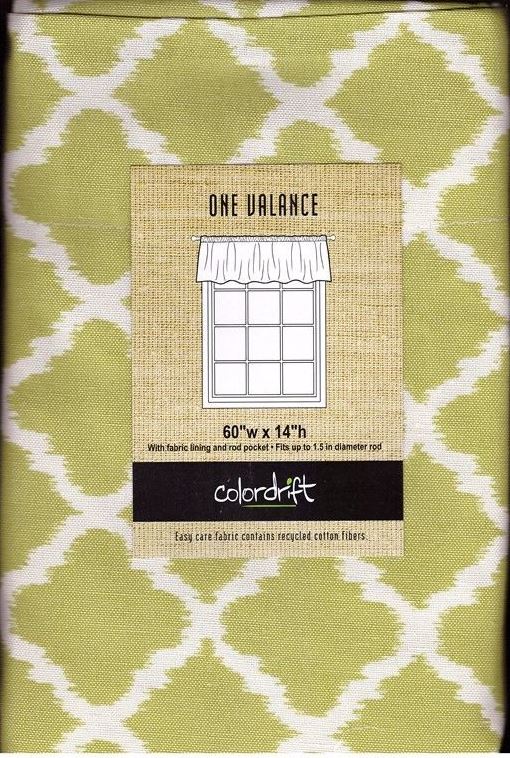 ONE VALANCE
60"w x 14"h
With fabric lining and rod pocket • Fits up to 1.5 in diameter rod
colordrift
Easy care fabric contains recycled cotton fibers.